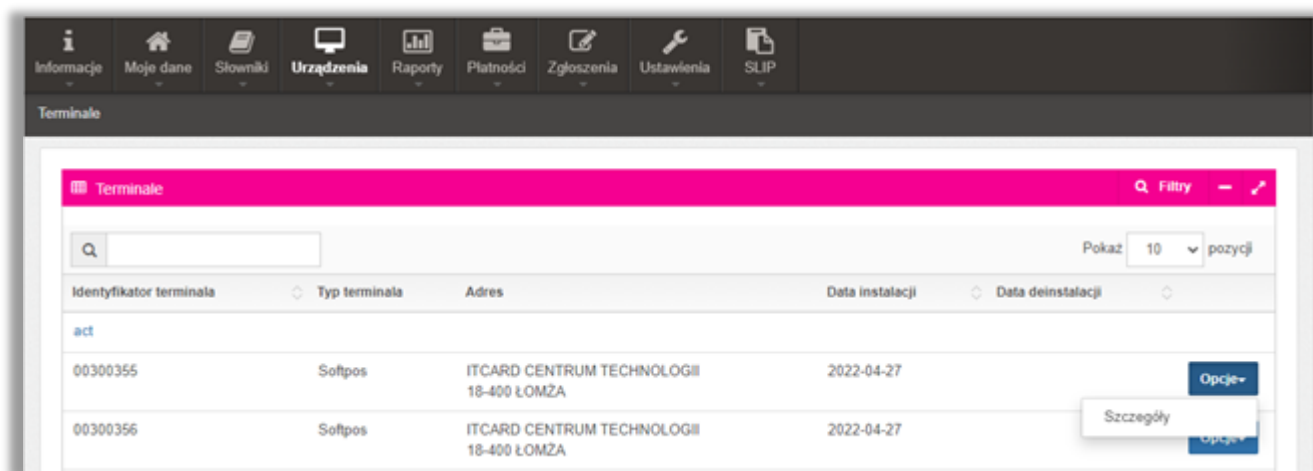 Informacje Moje dane Słowniki Urządzenia Raporty Płatności Zgłoszenia Ustawienia SLIP
Terminale
Terminale Filtry
Pokaż 10 pozycji
Identyfikator terminala Typ terminala Adres Data instalacji Data deinstalacji
act
00300355 Softpos ITCARD CENTRUM TECHNOLOGII 2022-04-27 Opcje
18-400 ŁOMŻA
Szczegóły
00300356 Softpos ITCARD CENTRUM TECHNOLOGII 2022-04-27 Opcje
18-400 ŁOMŻA